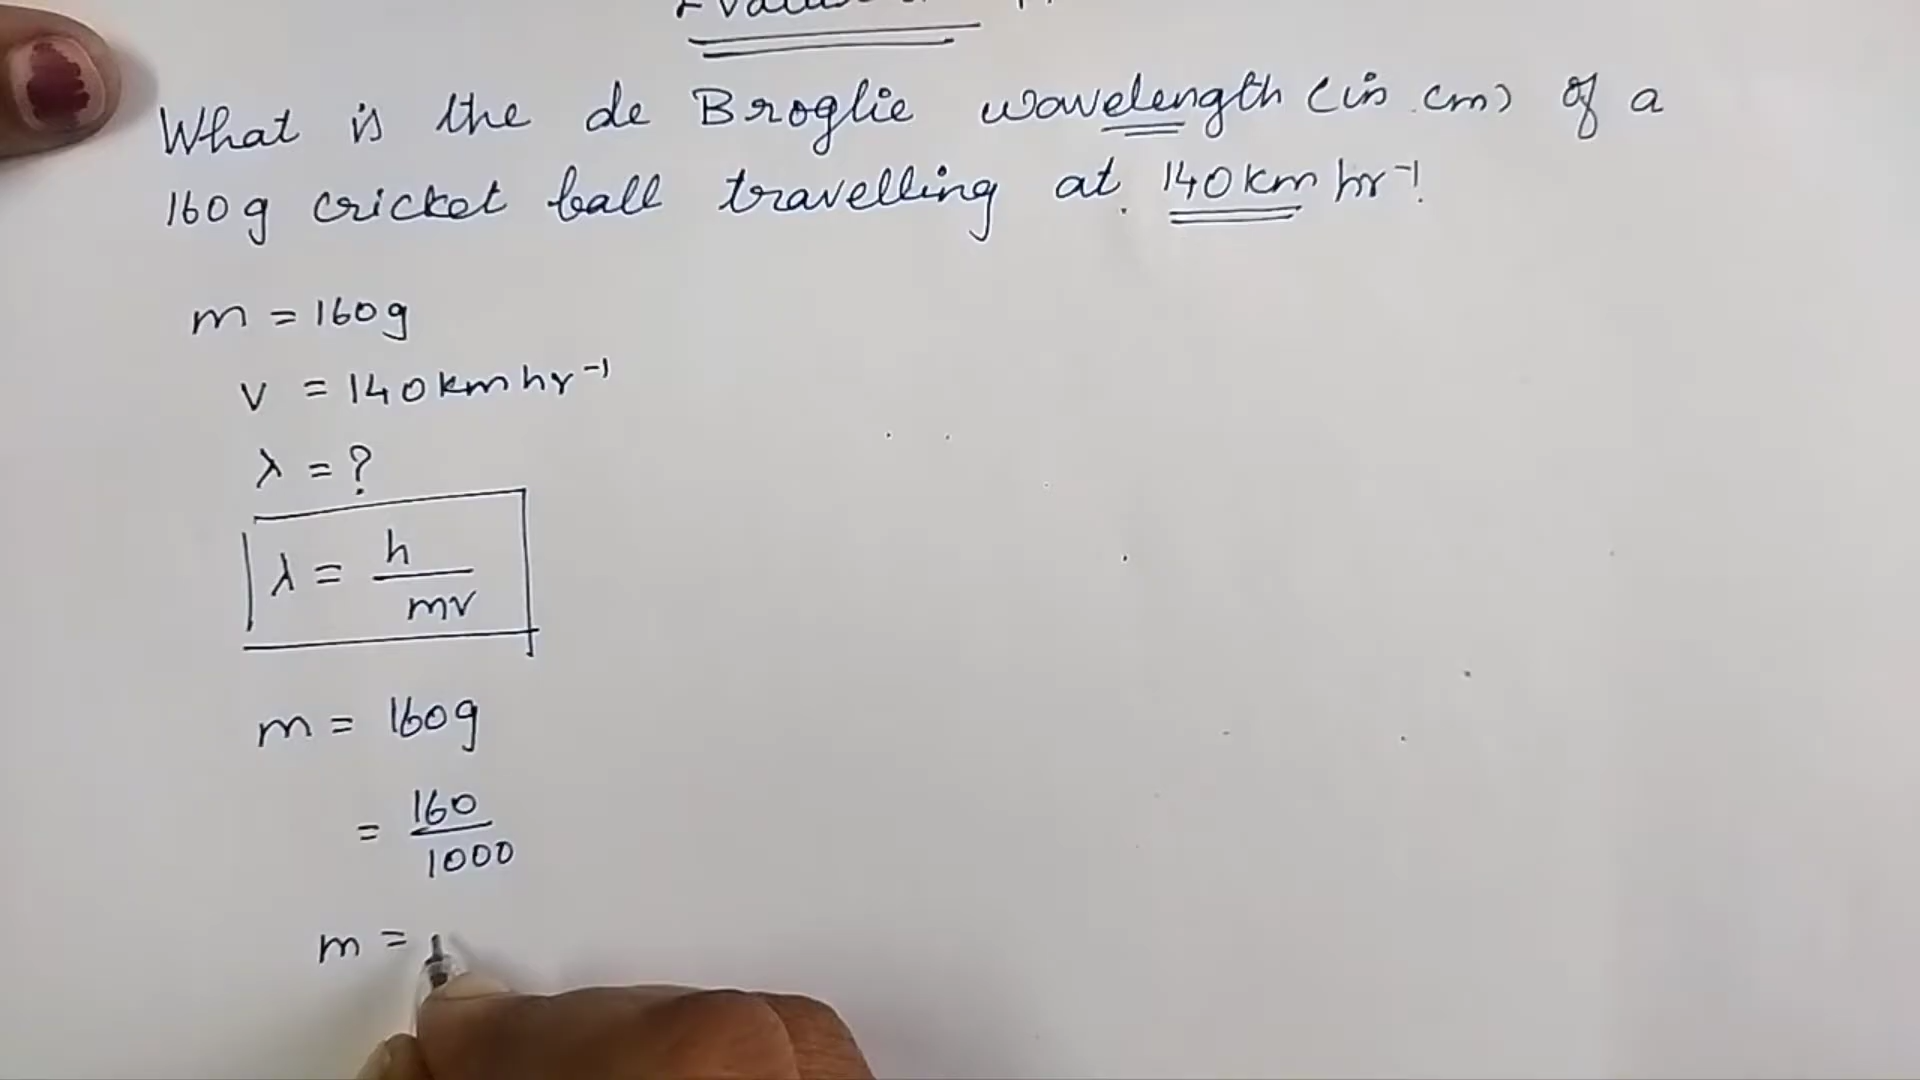 What is the de Broglie wavelength (in cm) of a
160g cricket ball travelling at 140 km hr⁻¹.
m = 160g
v = 140 km hr⁻¹
λ = ?
λ = h / mv
m = 160g
= 160 / 1000
m =